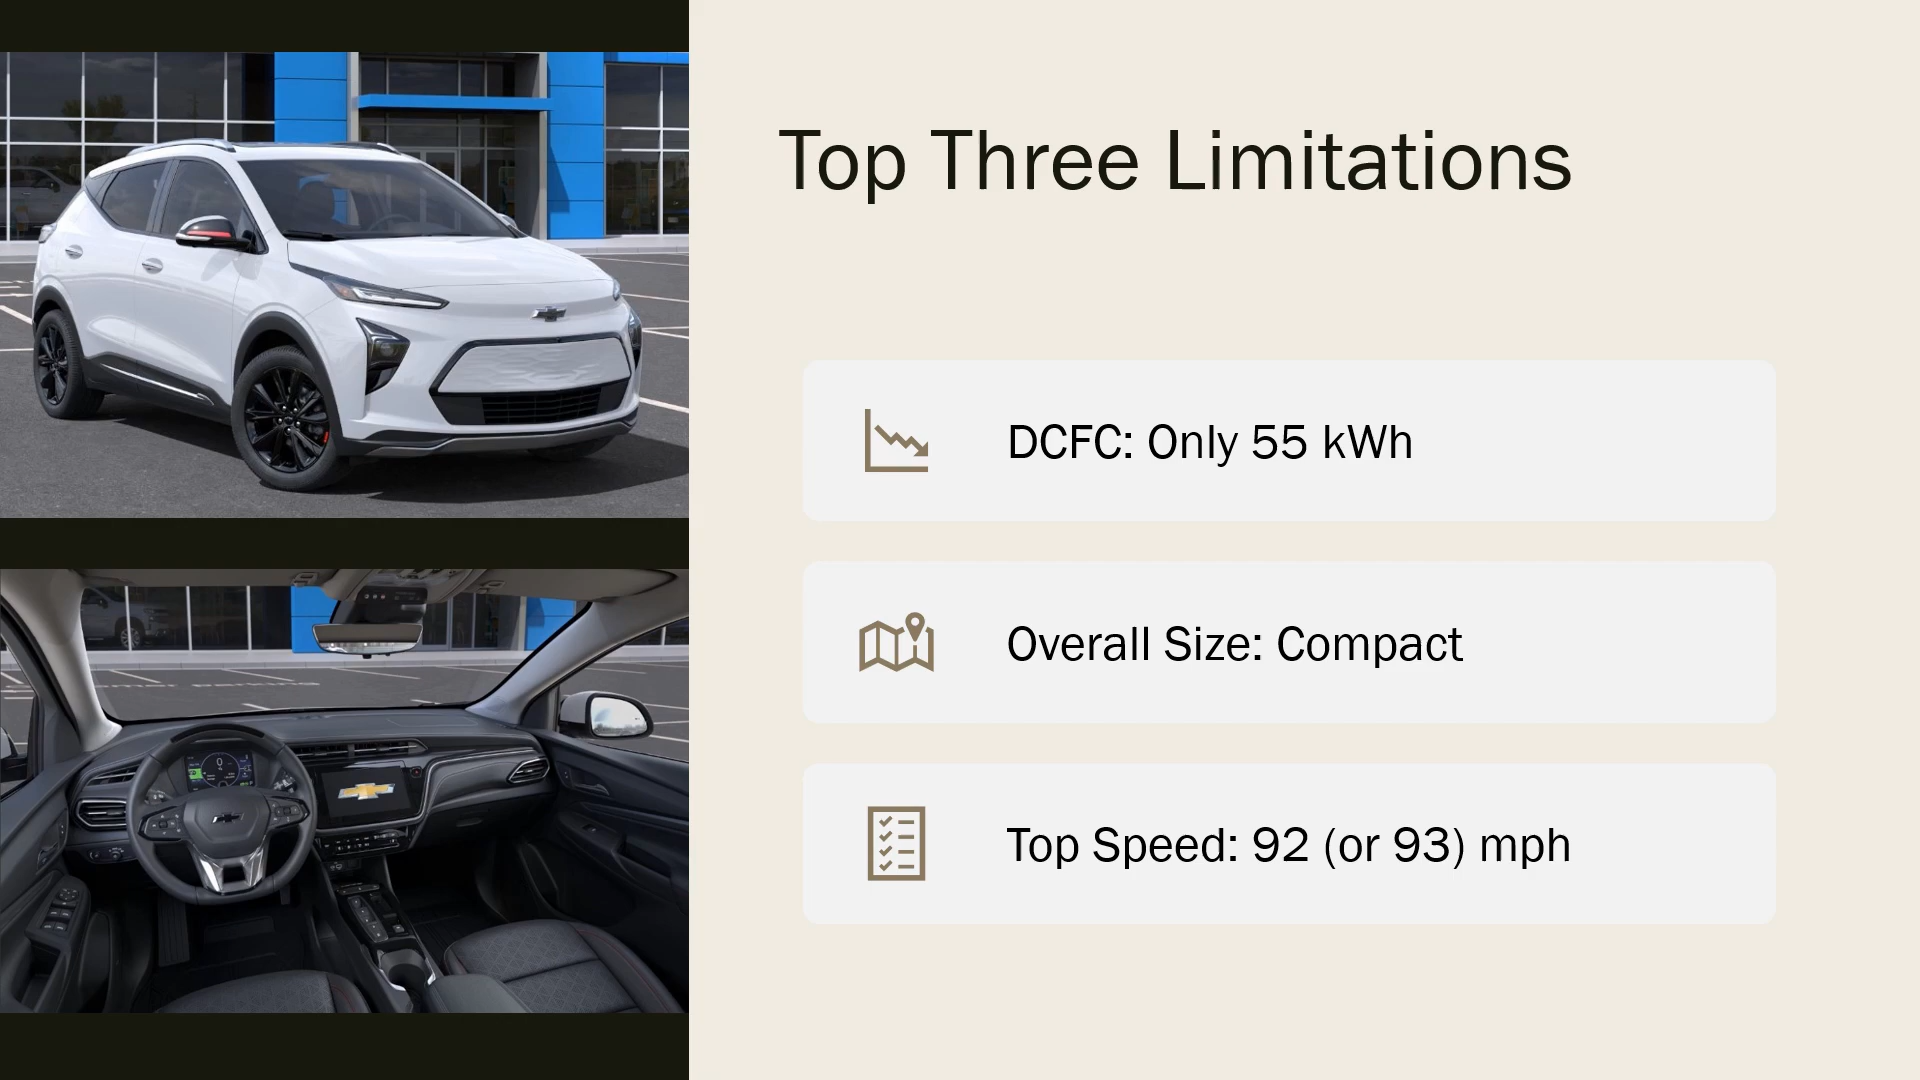 Top Three Limitations
DCFC: Only 55 kWh
Overall Size: Compact
Top Speed: 92 (or 93) mph